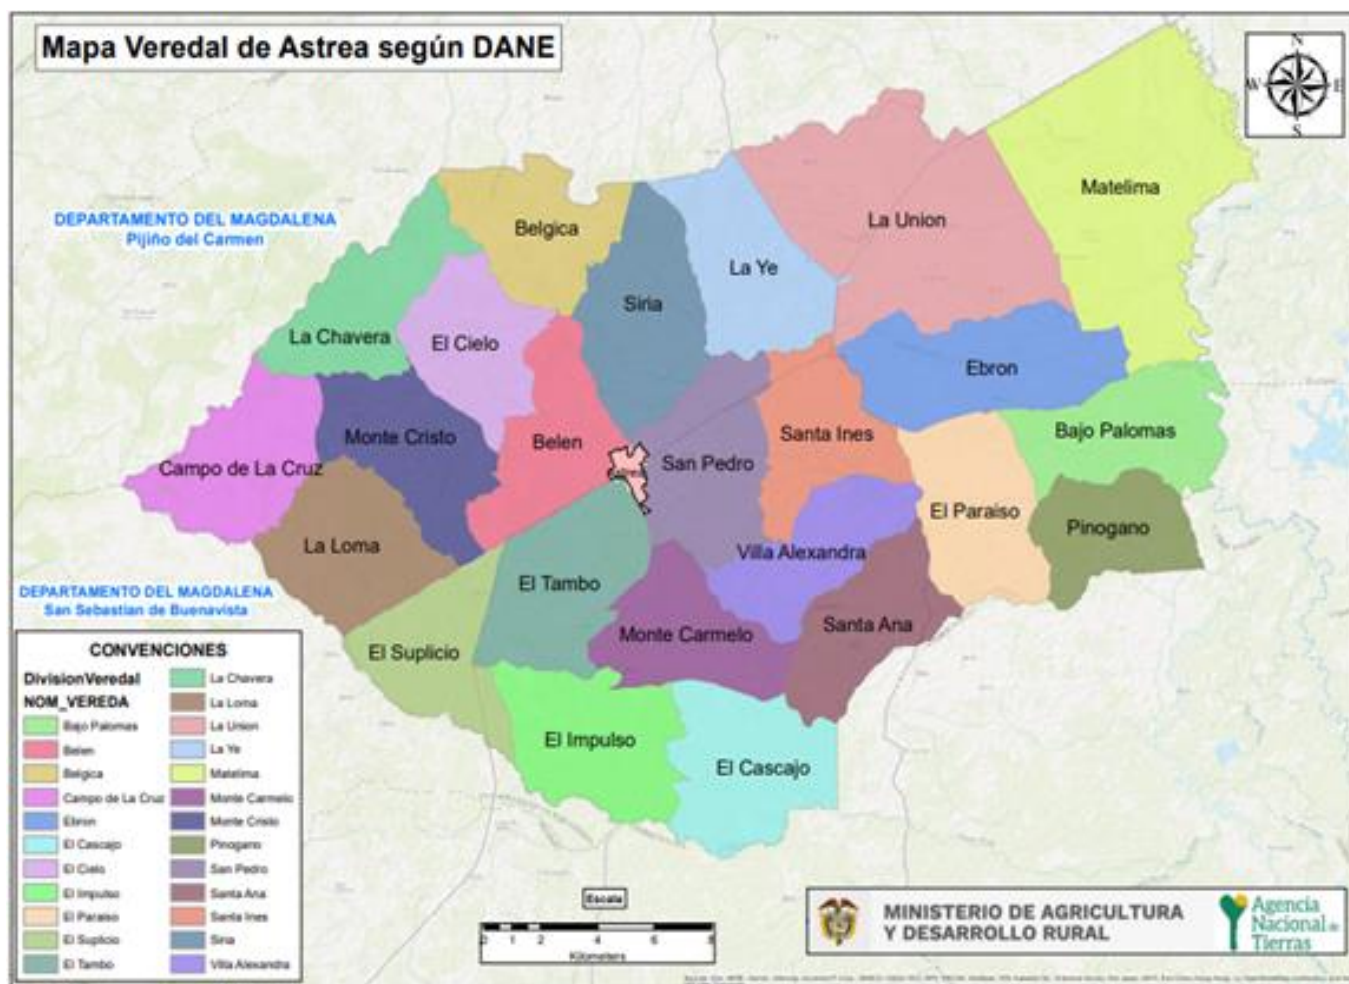 Mapa Veredal de Astrea según DANE
N
W E
S
Matelima
La Union
Belgica
DEPARTAMENTO DEL MAGDALENA
Pijiño del Carmen
La Ye
Siria
La Chavera
El Cielo
Ebron
Bajo Palomas
Santa Ines
Monte Cristo
Belen
San Pedro
Campo de La Cruz
El Paraiso
Pinogano
La Loma
Villa Alexandra
El Tambo
DEPARTAMENTO DEL MAGDALENA
San Sebastian de Buenavista
Santa Ana
Monte Carmelo
El Suplicio
El Impulso
El Cascajo
CONVENCIONES
DivisionVeredal
NOM_VEREDA
Bajo Palomas
Belen
Belgica
Campo de La Cruz
Ebron
El Cascajo
El Cielo
El Impulso
El Paraiso
El Suplicio
El Tambo
La Chavera
La Loma
La Union
La Ye
Matelima
Monte Carmelo
Monte Cristo
Pinogano
San Pedro
Santa Ana
Santa Ines
Siria
Villa Alexandra
Escala
0 1 2 4 6 8
Kilometers
MINISTERIO DE AGRICULTURA
Y DESARROLLO RURAL
Agencia
Nacional de
Tierras